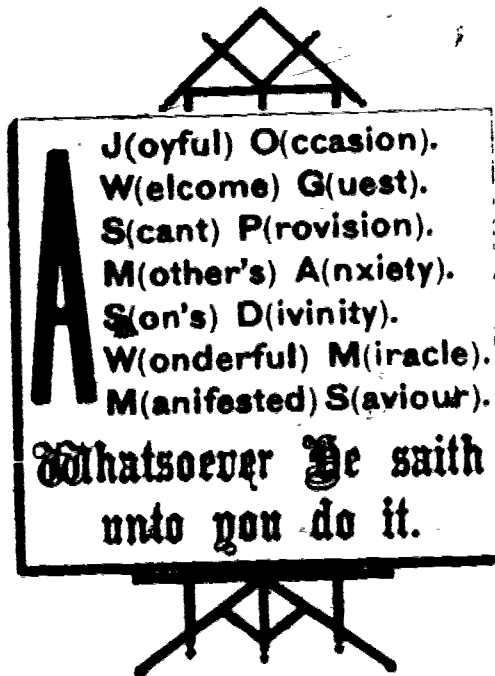 A
J(oyful) O(ccasion).
W(elcome) G(uest).
S(cant) P(rovision).
M(other's) A(nxiety).
S(on's) D(ivinity).
W(onderful) M(iracle).
M(anifested) S(aviour).
Whatsoever He saith
unto you do it.